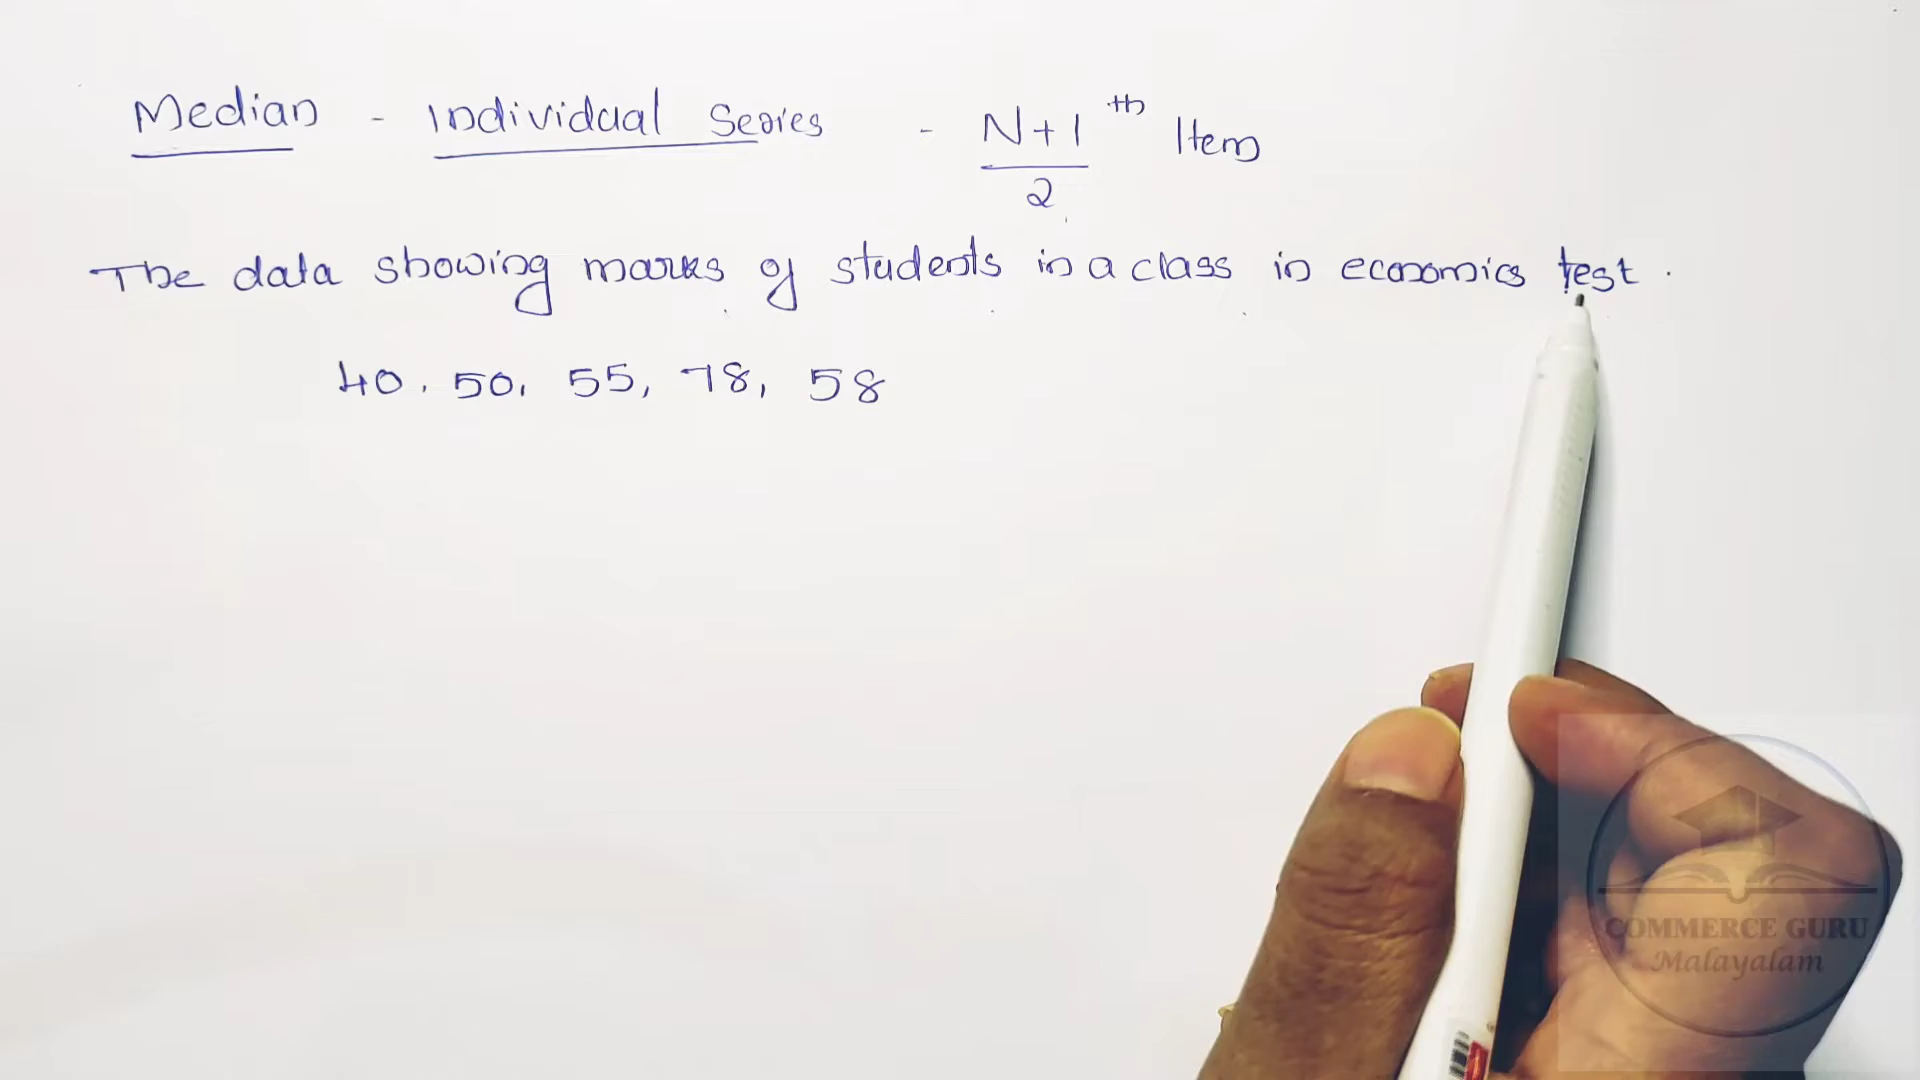 Median - Individual Series - N+1/2 th Item
The data showing marks of students in a class in economics test.
40, 50, 55, 78, 58
COMMERCE GURU
Malayalam